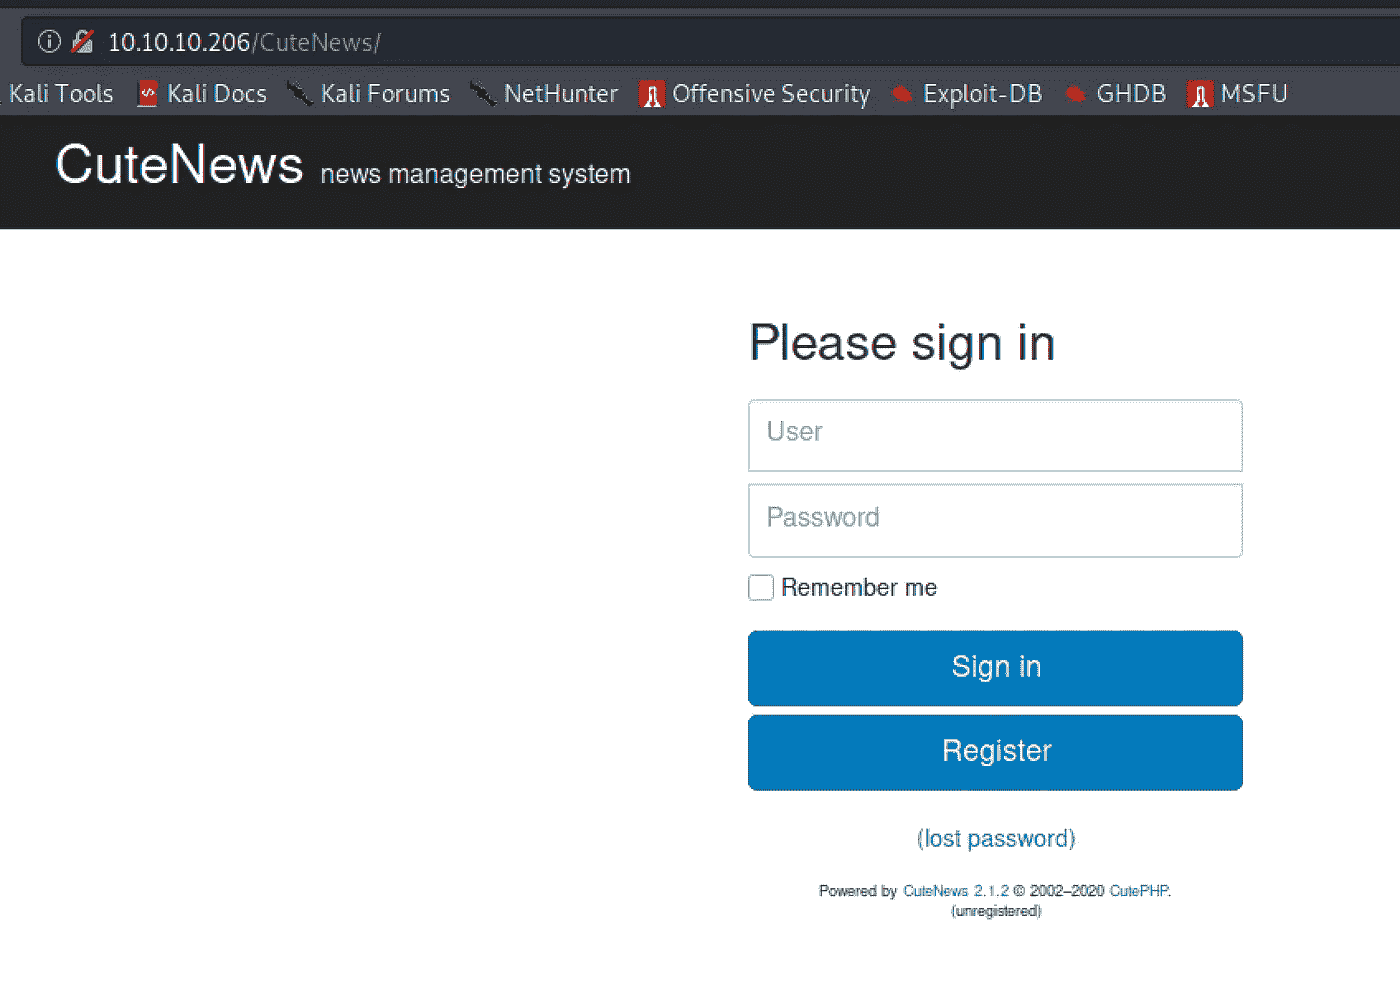 10.10.10.206/CuteNews/
Kali Tools Kali Docs Kali Forums NetHunter Offensive Security Exploit-DB GHDB MSFU
CuteNews news management system
Please sign in
User
Password
Remember me
Sign in
Register
(lost password)
Powered by CuteNews 2.1.2 © 2002–2020 CutePHP.
(unregistered)